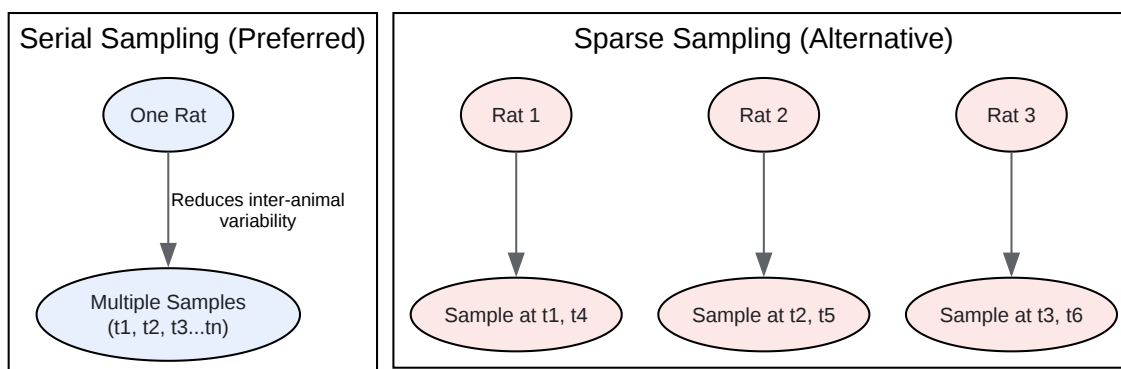 Serial Sampling (Preferred)
One Rat
Reduces inter-animal
variability
Multiple Samples
(t1, t2, t3...tn)
Sparse Sampling (Alternative)
Rat 1
Rat 2
Rat 3
Sample at t1, t4
Sample at t2, t5
Sample at t3, t6